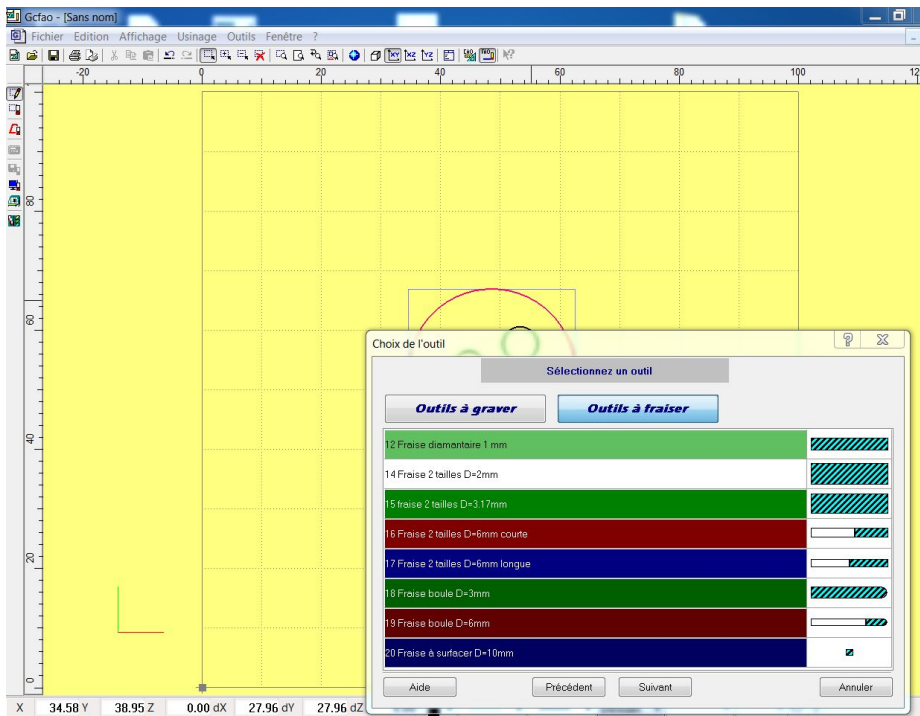 Gcfao - [Sans nom]
Fichier Edition Affichage Usinage Outils Fenêtre ?
XY XZ YZ
-20 0 20 40 60 80 100 12
80
60
40
20
0
Choix de l'outil
Sélectionnez un outil
Outils à graver Outils à fraiser
12 Fraise diamantaire 1 mm
14 Fraise 2 tailles D=2mm
15 fraise 2 tailles D=3.17mm
16 Fraise 2 tailles D=6mm courte
17 Fraise 2 tailles D=6mm longue
18 Fraise boule D=3mm
19 Fraise boule D=6mm
20 Fraise à surfacer D=10mm
Aide Précédent Suivant Annuler
X 34.58 Y 38.95 Z 0.00 dX 27.96 dY 27.96 dZ